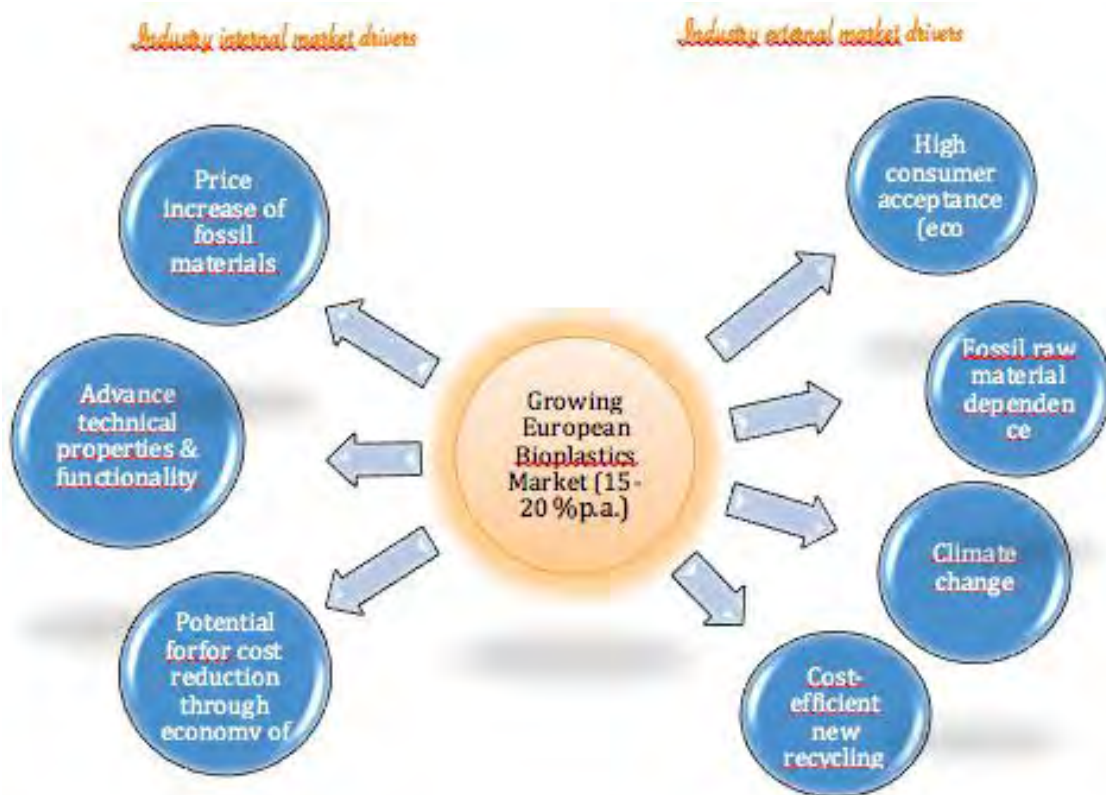 Industry internal market drivers
Industry external market drivers
Price
increase of
fossil
materials
Advance
technical
properties &
functionality
Potential
forfor cost
reduction
through
economy of
Growing
European
Bioplastics
Market (15-
20 %p.a.)
High
consumer
acceptance
(eco
Fossil raw
material
dependen
ce
Climate
change
Cost-
efficient
new
recycling